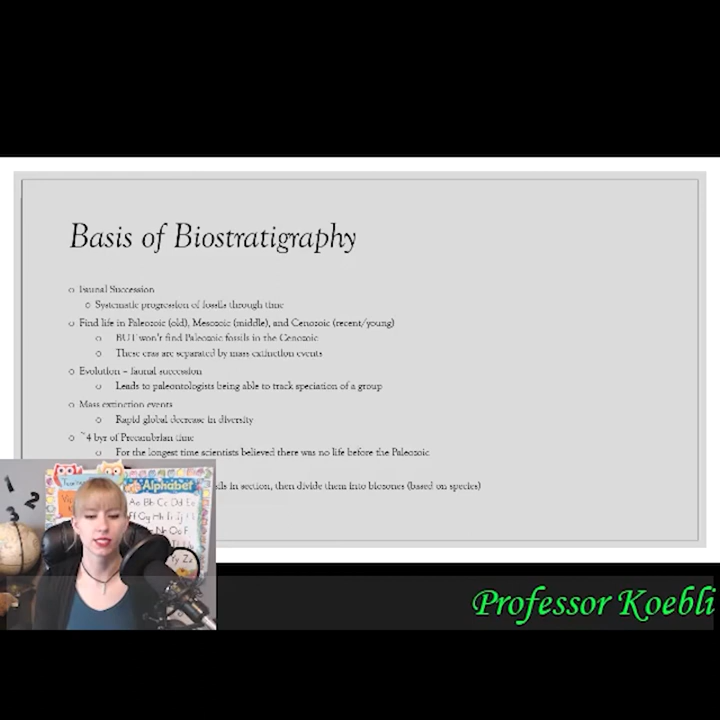 Basis of Biostratigraphy
o Faunal Succession
o Systematic progression of fossils through time
o Find life in Paleozoic (old), Mesozoic (middle), and Cenozoic (recent/young)
o BUT won't find Paleozoic fossils in the Cenozoic
o These eras are separated by mass extinction events
o Evolution – faunal succession
o Leads to paleontologists being able to track speciation of a group
o Mass extinction events
o Rapid global decrease in diversity
o ~4 byr of Precambrian time
o For the longest time scientists believed there was no life before the Paleozoic
in section, then divide them into biozones (based on species)
Alphabet
Aa Bb Cc Dd Ee
1
2
3
Professor Koebli